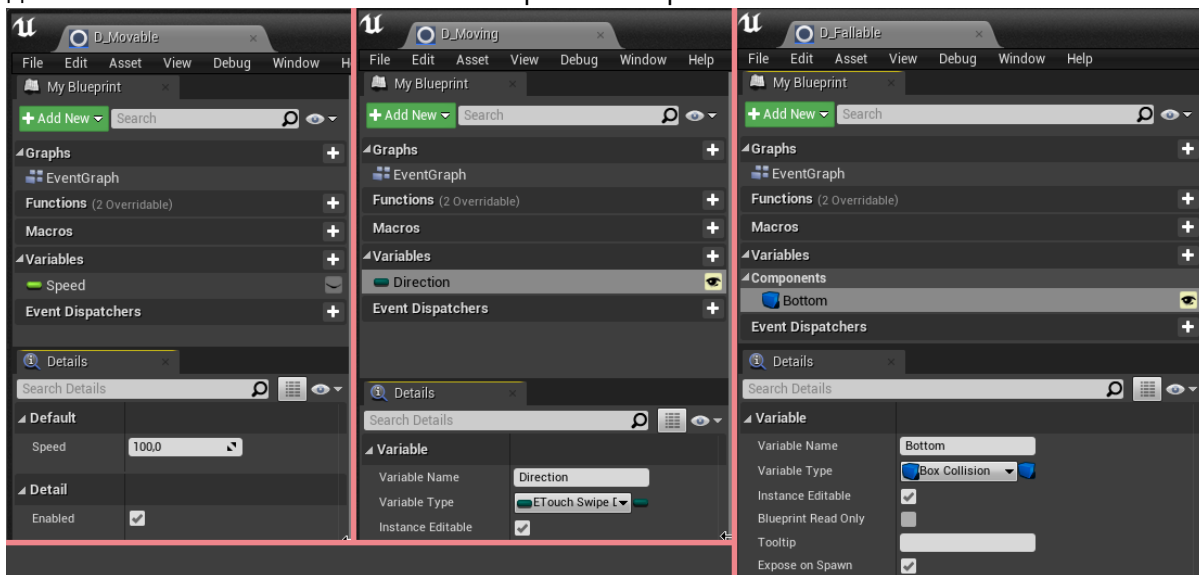 D_Movable
File Edit Asset View Debug Window H
My Blueprint
Add New Search
Graphs
EventGraph
Functions (2 Overridable)
Macros
Variables
Speed
Event Dispatchers
Details
Search Details
Default
Speed 100,0
Detail
Enabled
D_Moving
File Edit Asset View Debug Window Help
My Blueprint
Add New Search
Graphs
EventGraph
Functions (2 Overridable)
Macros
Variables
Direction
Event Dispatchers
Details
Search Details
Variable
Variable Name Direction
Variable Type ETouch Swipe
Instance Editable
D_Fallable
File Edit Asset View Debug Window Help
My Blueprint
Add New Search
Graphs
EventGraph
Functions (2 Overridable)
Macros
Variables
Components
Bottom
Event Dispatchers
Details
Search Details
Variable
Variable Name Bottom
Variable Type Box Collision
Instance Editable
Blueprint Read Only
Tooltip
Expose on Spawn